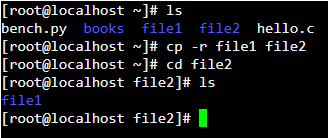 [root@localhost ~]# ls
bench.py  books  file1  file2  hello.c
[root@localhost ~]# cp -r file1 file2
[root@localhost ~]# cd file2
[root@localhost file2]# ls
file1
[root@localhost file2]#